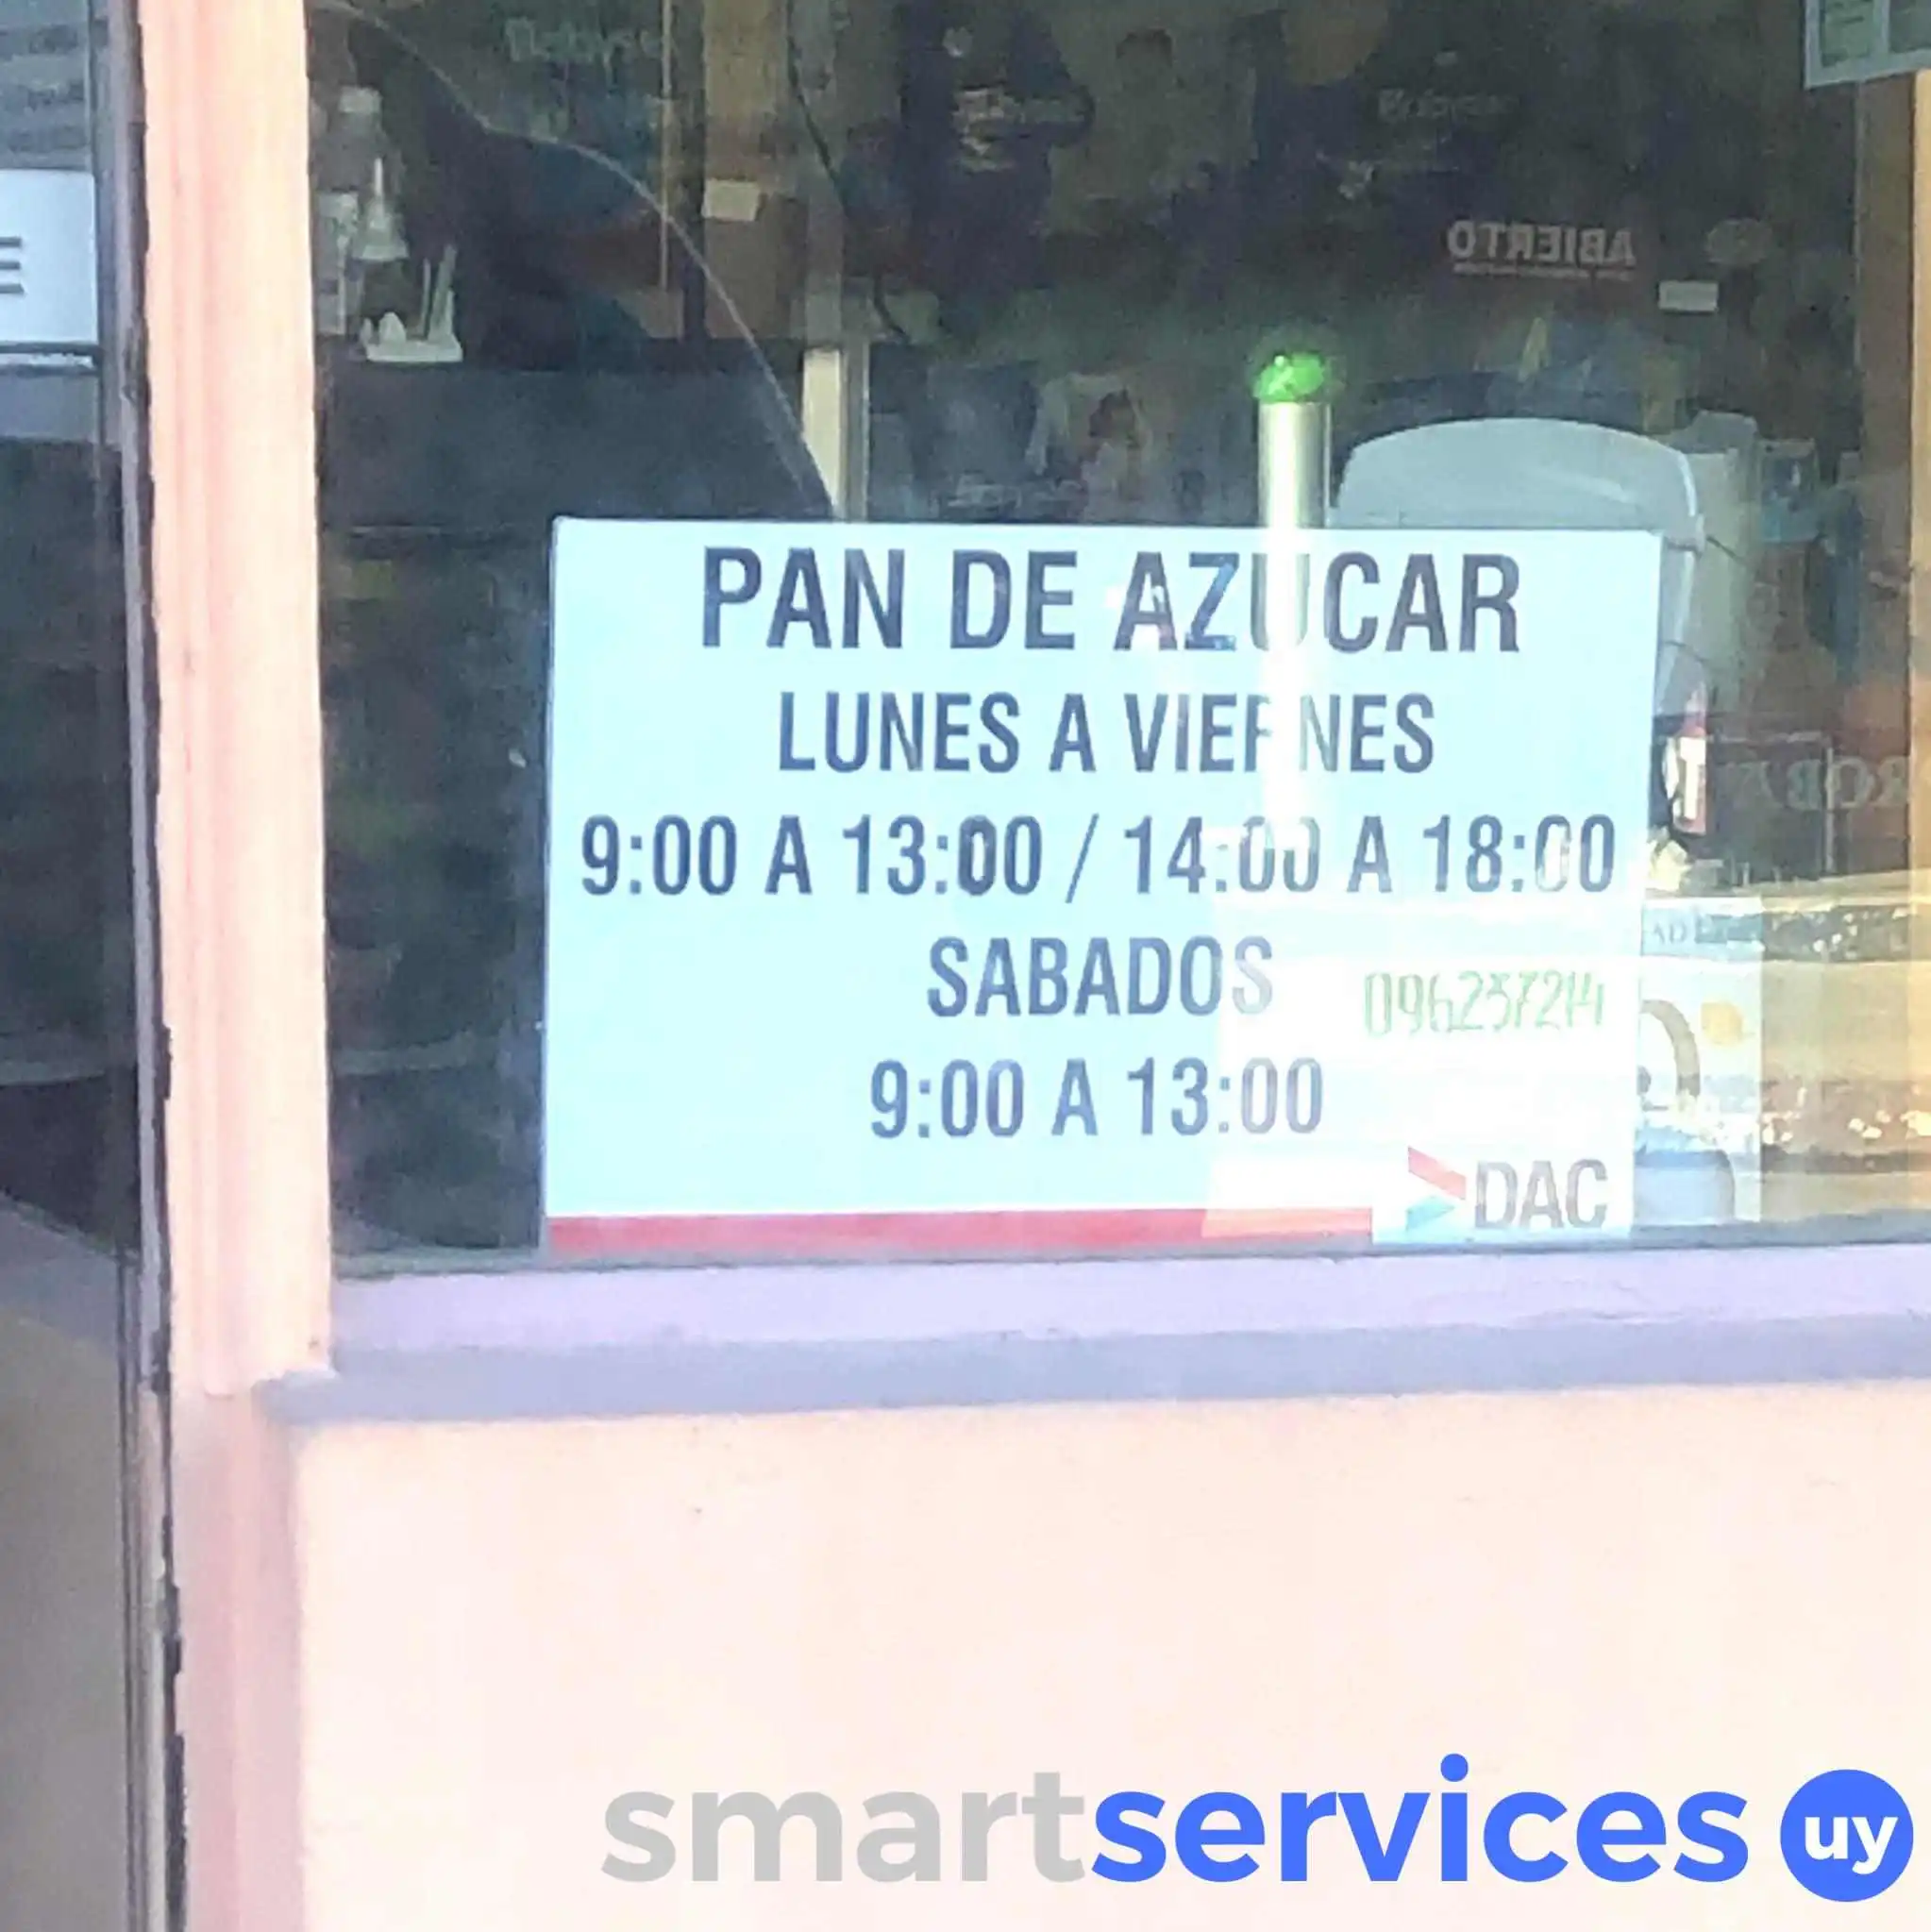 ABIERTO
PAN DE AZUCAR
LUNES A VIERNES
9:00 A 13:00 / 14:00 A 18:00
SABADOS
096237214
9:00 A 13:00
DAC
smartservices uy